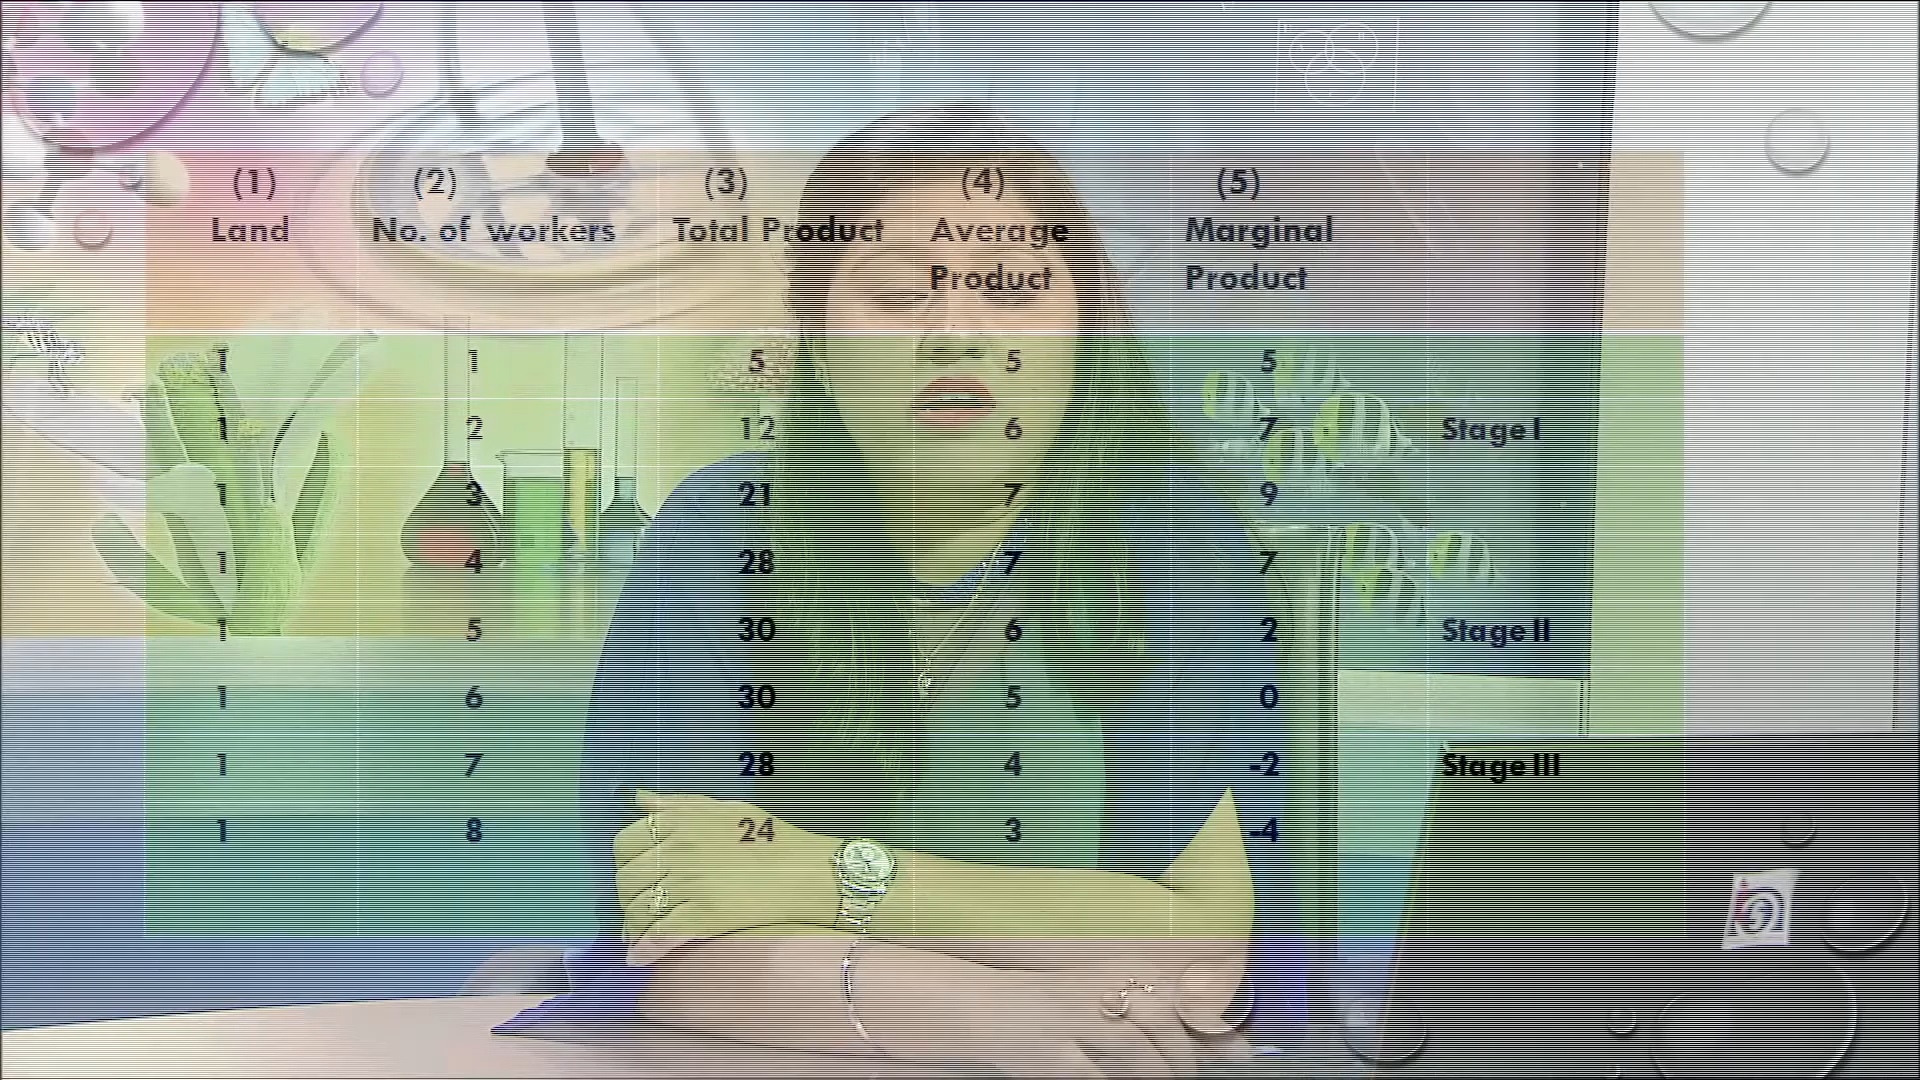 (1) (2) (3) (4) (5)
Land No. of workers Total Product Average Marginal
Product Product
1 1 5 5 5
1 2 12 6 7 Stage I
1 3 21 7 9
1 4 28 7 7
1 5 30 6 2 Stage II
1 6 30 5 0
1 7 28 4 -2 Stage III
1 8 24 3 -4